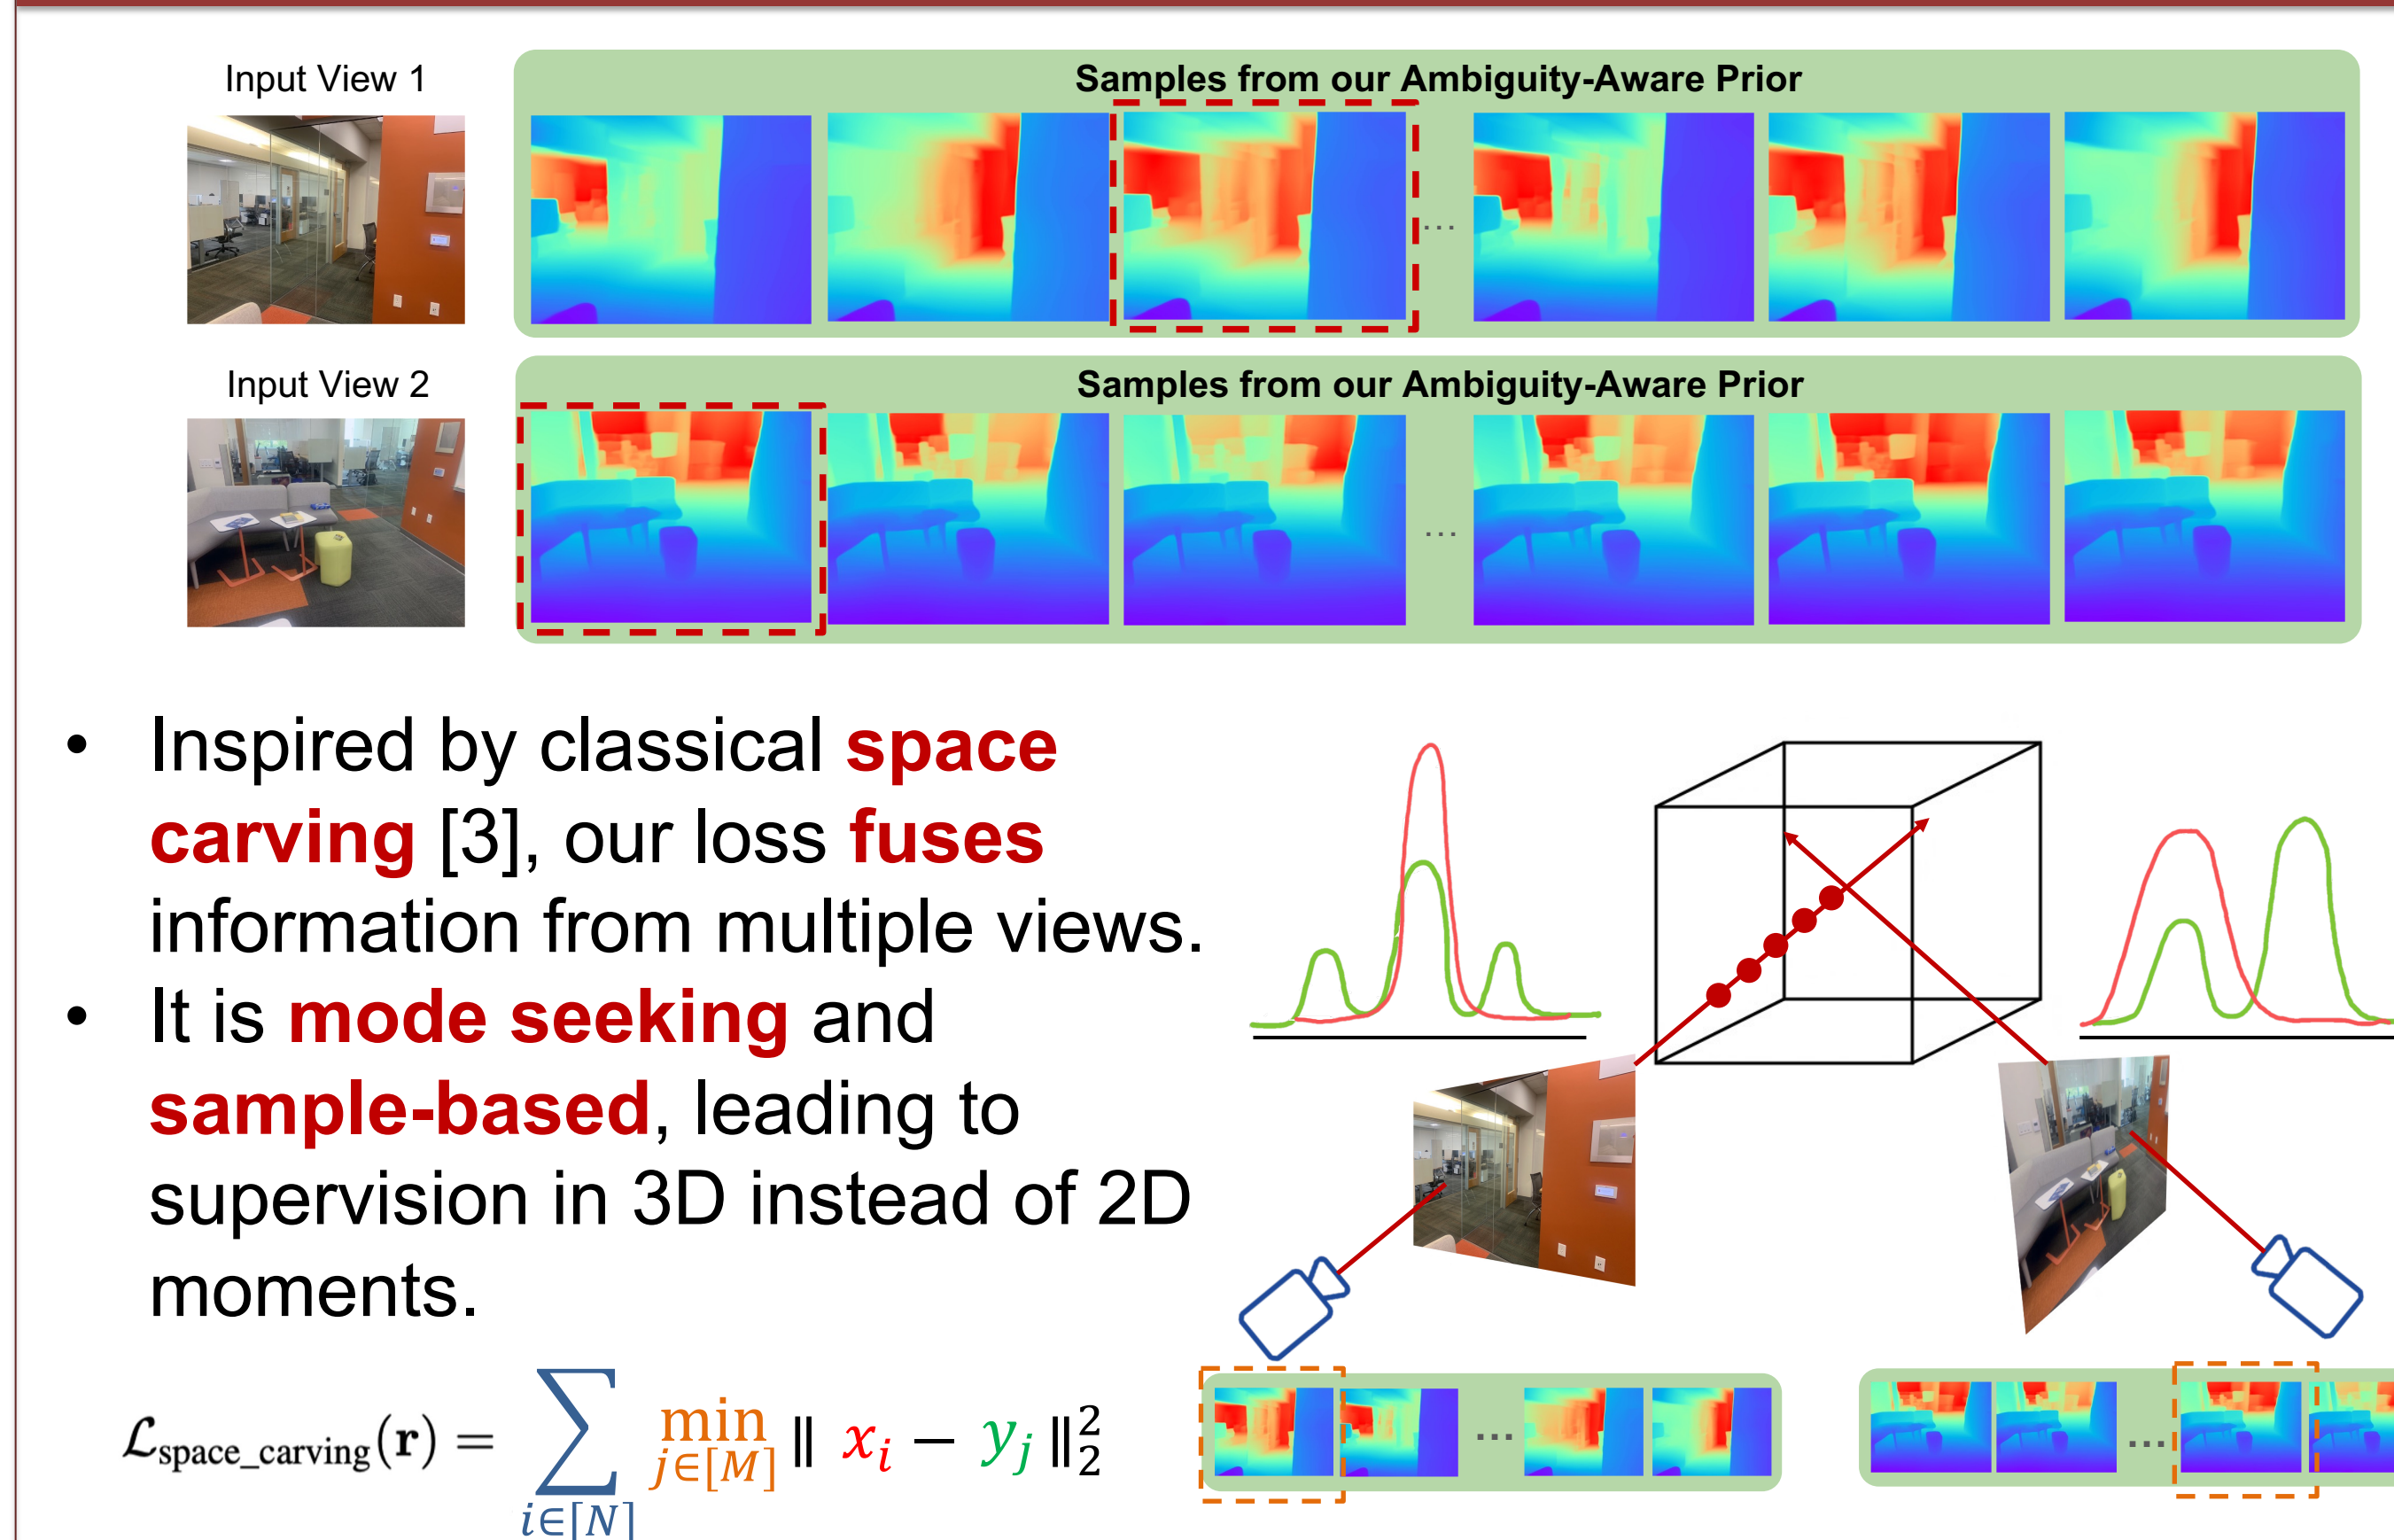 Input View 1
Samples from our Ambiguity-Aware Prior
...
Input View 2
Samples from our Ambiguity-Aware Prior
...
• Inspired by classical space
carving [3], our loss fuses
information from multiple views.
• It is mode seeking and
sample-based, leading to
supervision in 3D instead of 2D
moments.
ℒspace_carving(r) = ∑i∈[N] minj∈[M] ‖ xi − yj ‖₂²
...
...